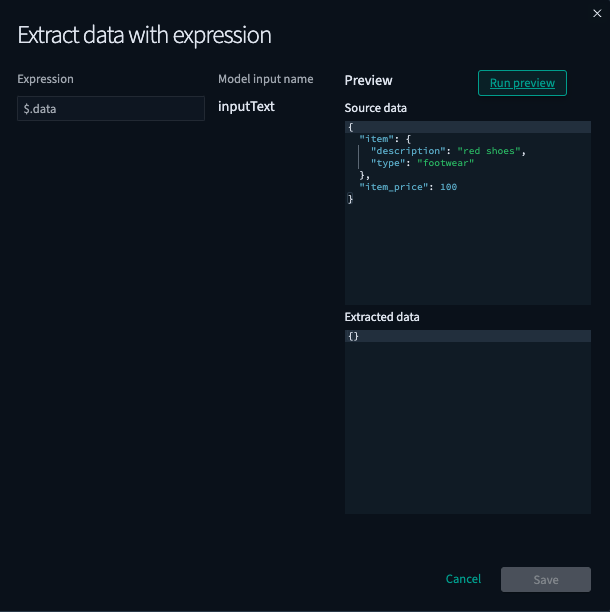 Extract data with expression
Expression
Model input name
$.data
inputText
Preview
Run preview
Source data
{
  "item": {
    "description": "red shoes",
    "type": "footwear"
  },
  "item_price": 100
}
Extracted data
{}
Cancel
Save